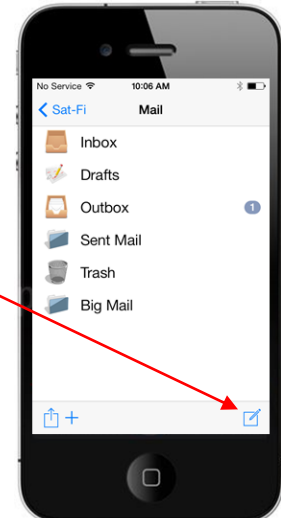 No Service 10:06 AM
Sat-Fi Mail
Inbox
Drafts
Outbox 1
Sent Mail
Trash
Big Mail